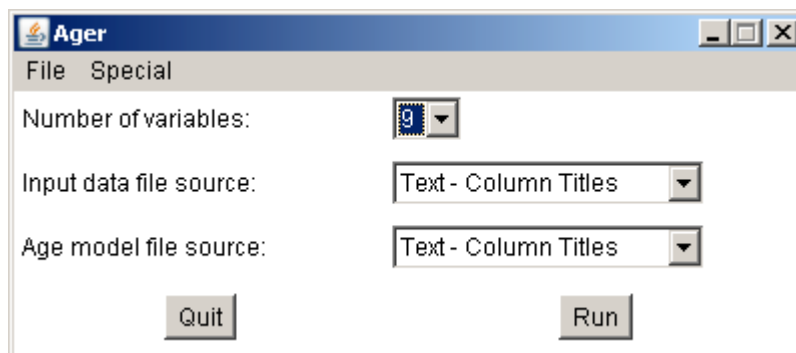 Ager
File Special
Number of variables: 9
Input data file source: Text - Column Titles
Age model file source: Text - Column Titles
Quit Run